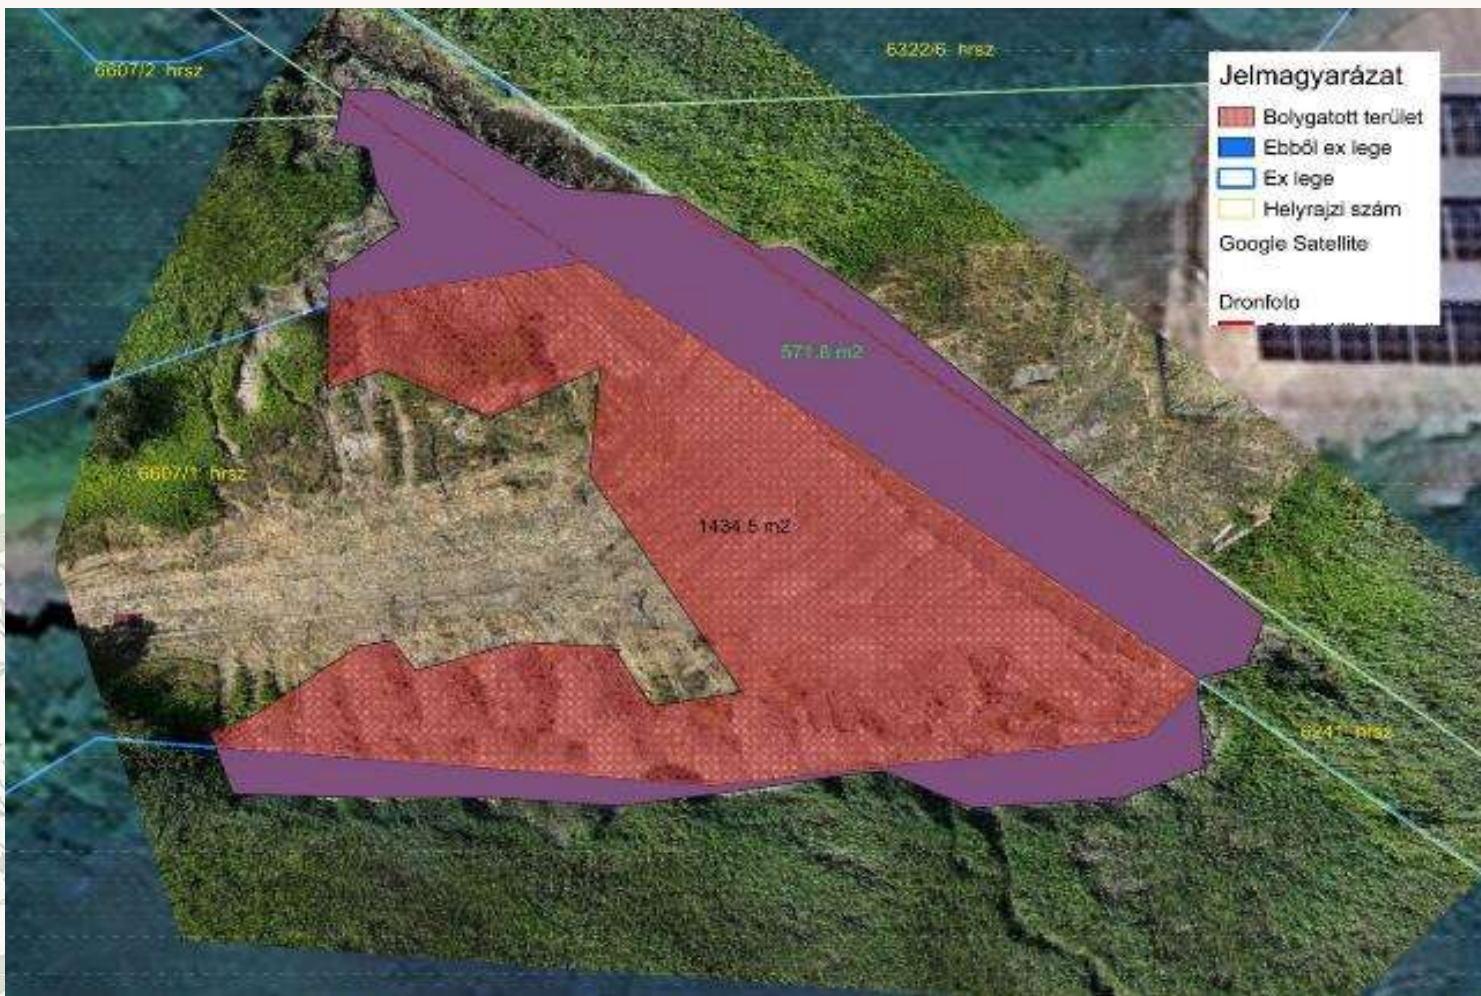 6607/2 hrsz
6322/6 hrsz
Jelmagyarázat
Bolygatott terület
Ebből ex lege
Ex lege
Helyrajzi szám
Google Satellite
Dronfoto
571.8 m2
6607/1 hrsz
1434.5 m2
6241 hrsz